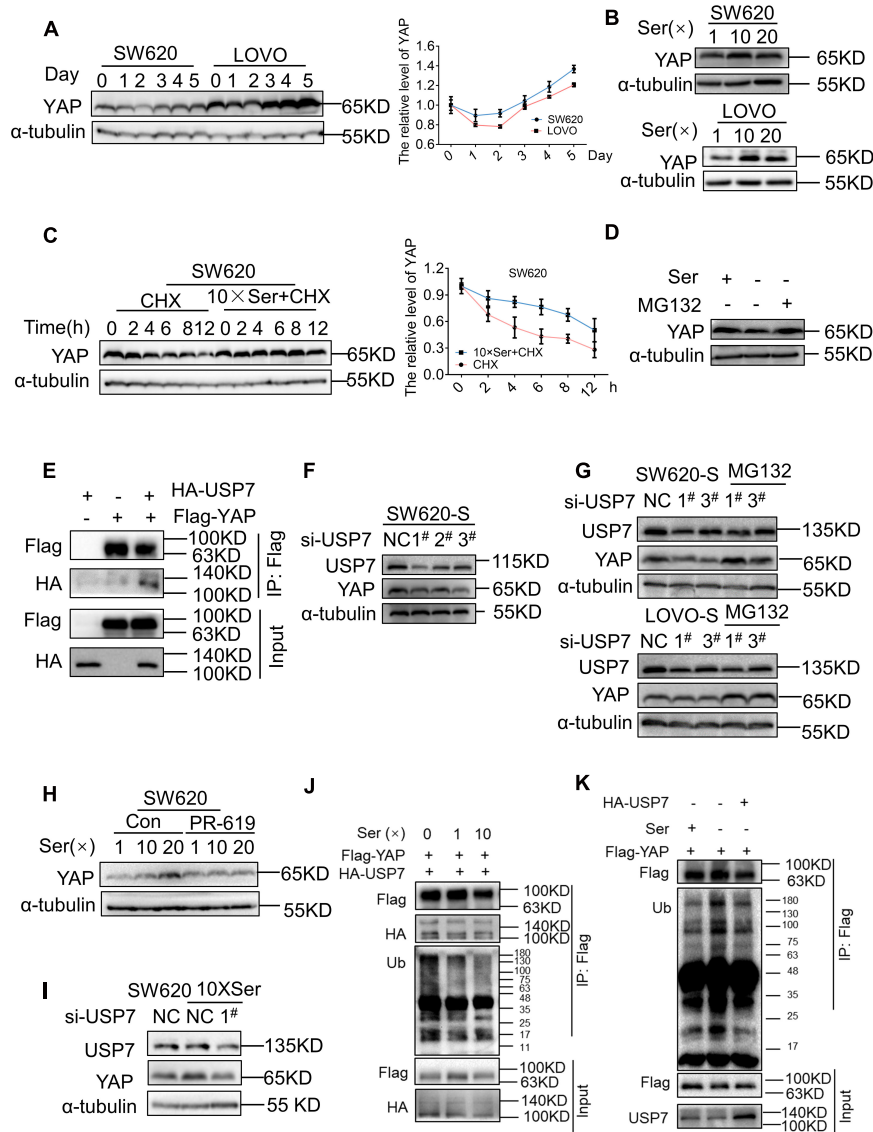 A
SW620 LOVO
Day 0 1 2 3 4 5 0 1 2 3 4 5
YAP 65KD
α-tubulin 55KD
The relative level of YAP
1.6
1.4
1.2
1.0
0.8
0.6
SW620
LOVO
0 1 2 3 4 5 Day
B
SW620
Ser(×) 1 10 20
YAP 65KD
α-tubulin 55KD
LOVO
Ser(×) 1 10 20
YAP 65KD
α-tubulin 55KD
C
SW620
CHX 10×Ser+CHX
Time(h) 0 2 4 6 8 12 0 2 4 6 8 12
YAP 65KD
α-tubulin 55KD
The relative level of YAP
SW620
1.2
0.9
0.6
0.3
0.0
10×Ser+CHX
CHX
0 2 4 6 8 12 h
D
Ser + - -
MG132 - - +
YAP 65KD
α-tubulin 55KD
E
+ - + HA-USP7
- + + Flag-YAP
Flag 100KD
63KD
HA 140KD
100KD
IP: Flag
Flag 100KD
63KD
HA 140KD
100KD
Input
F
SW620-S
si-USP7 NC 1# 2# 3#
USP7 115KD
YAP 65KD
α-tubulin 55KD
G
SW620-S MG132
si-USP7 NC 1# 3# 1# 3#
USP7 135KD
YAP 65KD
α-tubulin 55KD
LOVO-S MG132
si-USP7 NC 1# 3# 1# 3#
USP7 135KD
YAP 65KD
α-tubulin 55KD
H
SW620
Con PR-619
Ser(×) 1 10 20 1 10 20
YAP 65KD
α-tubulin 55KD
I
SW620 10XSer
si-USP7 NC NC 1#
USP7 135KD
YAP 65KD
α-tubulin 55 KD
J
Ser (×) 0 1 10
Flag-YAP + + +
HA-USP7 + + +
Flag 100KD
63KD
HA 140KD
100KD
Ub 180
130
100
75
63
48
35
25
17
11
IP: Flag
Flag 100KD
63KD
HA 140KD
100KD
Input
K
HA-USP7 - - +
Ser + - -
Flag-YAP + + +
Flag 100KD
63KD
Ub 180
130
100
75
63
48
35
25
17
IP: Flag
Flag 100KD
63KD
USP7 140KD
100KD
Input